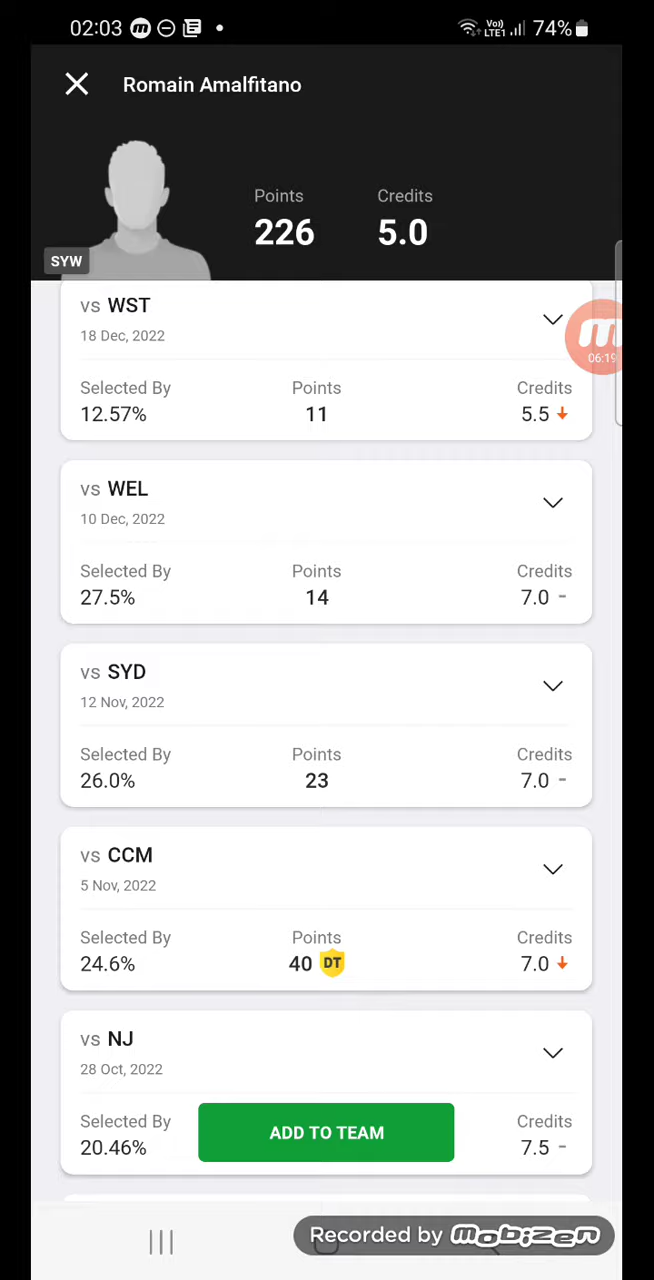 02:03
Vo))
LTE1
74%
Romain Amalfitano
Points
Credits
226
5.0
SYW
vs WST
18 Dec, 2022
06:19
Selected By
Points
Credits
12.57%
11
5.5
vs WEL
10 Dec, 2022
Selected By
Points
Credits
27.5%
14
7.0 -
vs SYD
12 Nov, 2022
Selected By
Points
Credits
26.0%
23
7.0 -
vs CCM
5 Nov, 2022
Selected By
Points
Credits
24.6%
40 DT
7.0
vs NJ
28 Oct, 2022
Selected By
Credits
20.46%
ADD TO TEAM
7.5 -
Recorded by mobizen